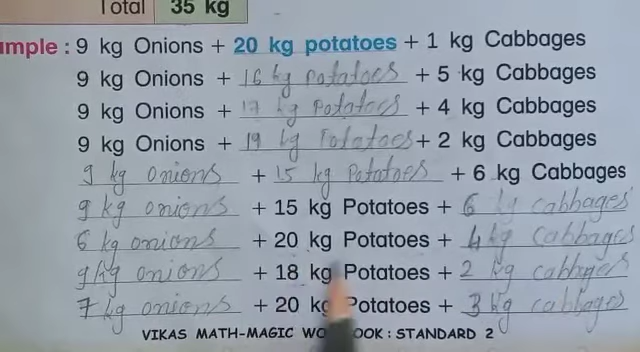 Total 35 kg
mple : 9 kg Onions + 20 kg potatoes + 1 kg Cabbages
9 kg Onions + 16 kg potatoes + 5 kg Cabbages
9 kg Onions + 17 kg Potatoes + 4 kg Cabbages
9 kg Onions + 19 kg Potatoes + 2 kg Cabbages
9 kg onions + 15 kg Potatoes + 6 kg Cabbages
9 kg onions + 15 kg Potatoes + 6 kg cabbages
6 kg onions + 20 kg Potatoes + 4 kg cabbages
9 kg onions + 18 kg Potatoes + 2 kg cabbages
7 kg onions + 20 kg Potatoes + 3 kg cabbages
VIKAS MATH-MAGIC WO OOK : STANDARD 2